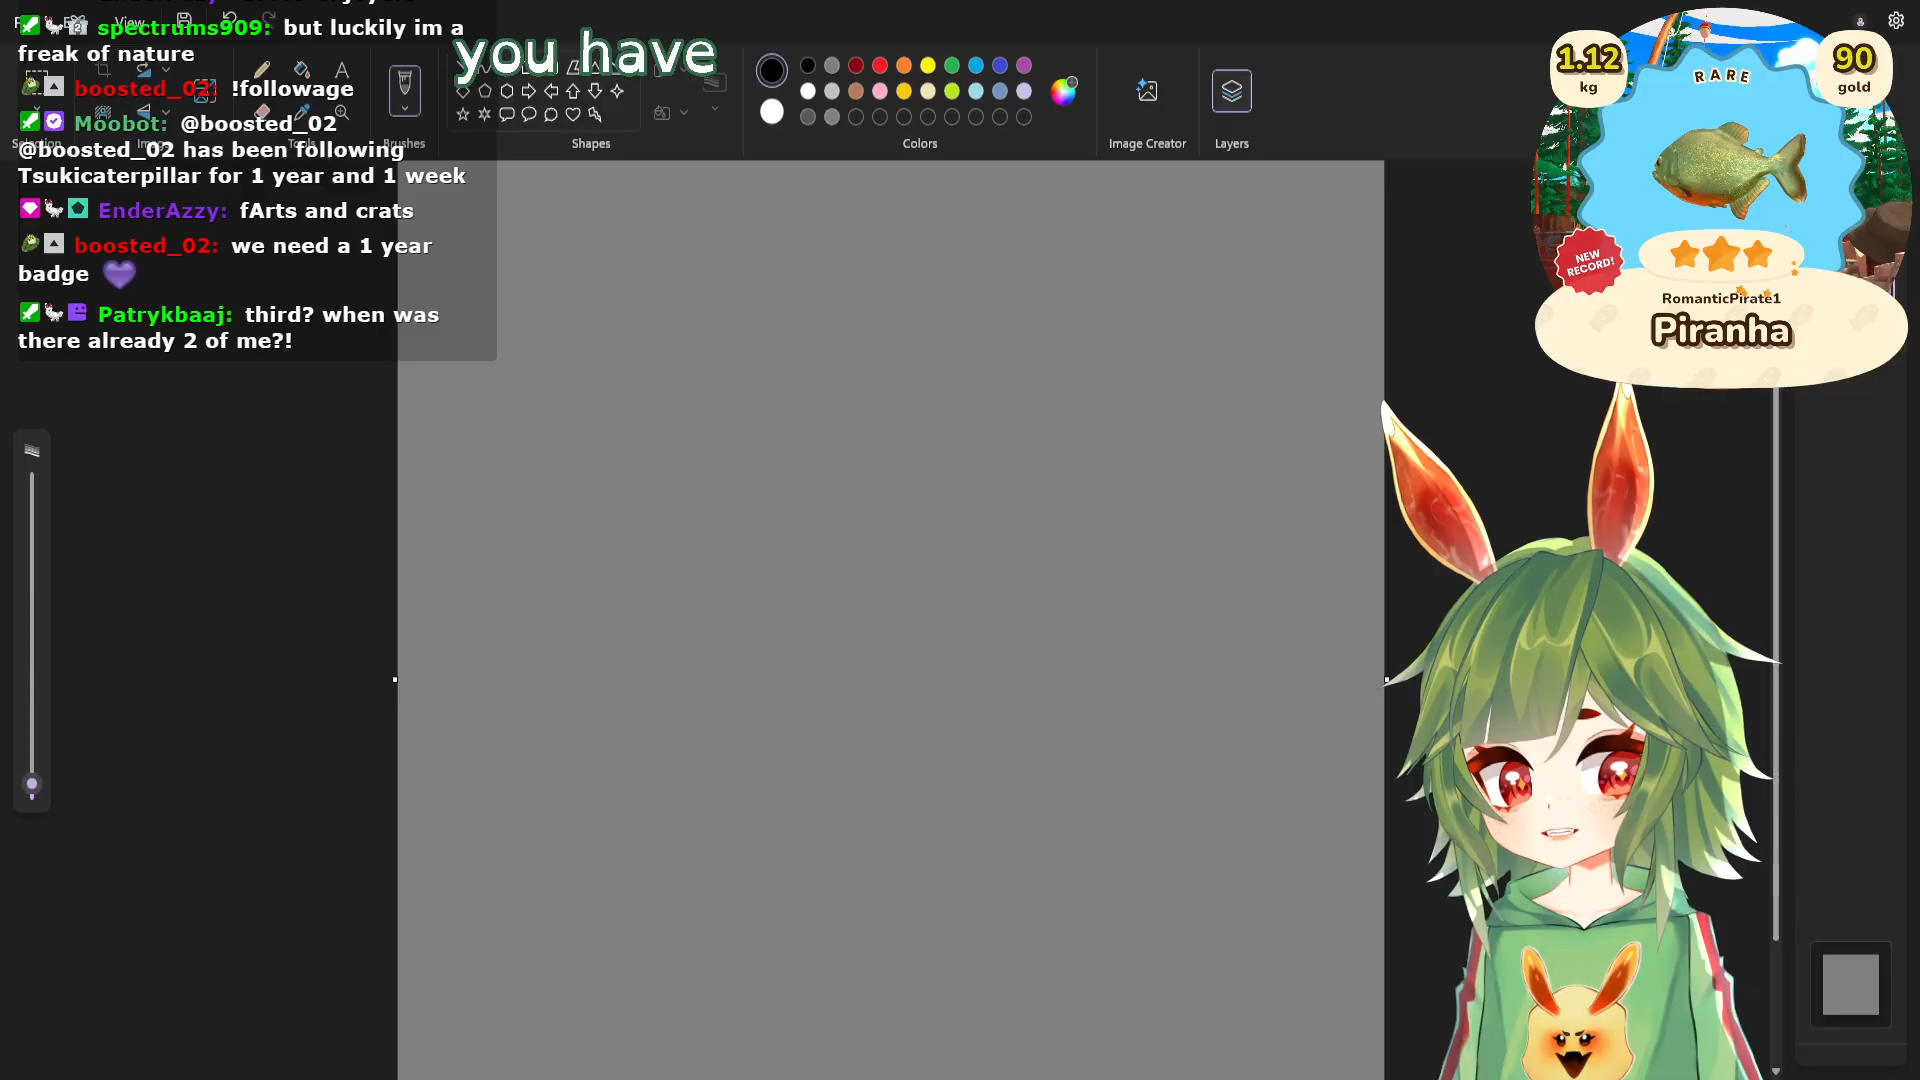 spectrums909: but luckily im a
freak of nature
boosted_02: !followage
Moobot: @boosted_02
@boosted_02 has been following
Tsukicaterpillar for 1 year and 1 week
EnderAzzy: fArts and crats
boosted_02: we need a 1 year
badge
Patrykbaaj: third? when was
there already 2 of me?!
View
you have
Brushes
Shapes
Colors
Image Creator
Layers
1.12
kg
RARE
90
gold
NEW
RECORD!
RomanticPirate1
Piranha